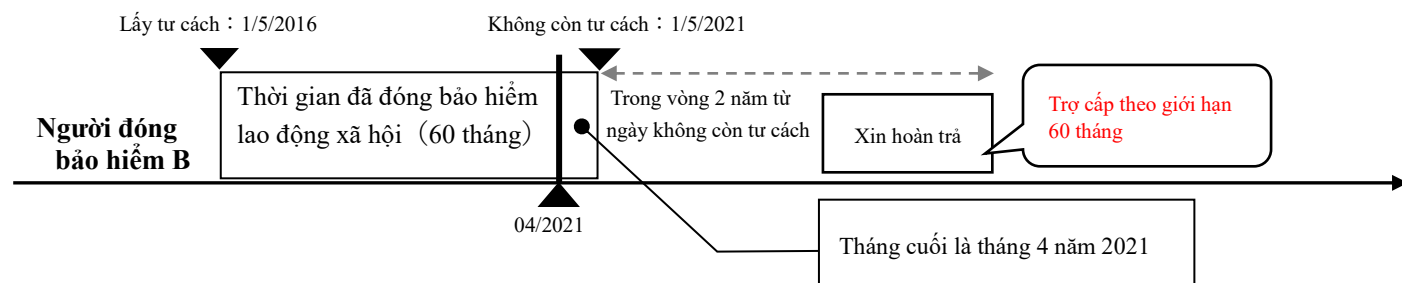 Lấy tư cách：1/5/2016
Không còn tư cách：1/5/2021
Người đóng
bảo hiểm B
Thời gian đã đóng bảo hiểm
lao động xã hội（60 tháng）
Trong vòng 2 năm từ
ngày không còn tư cách
Xin hoàn trả
Trợ cấp theo giới hạn
60 tháng
04/2021
Tháng cuối là tháng 4 năm 2021